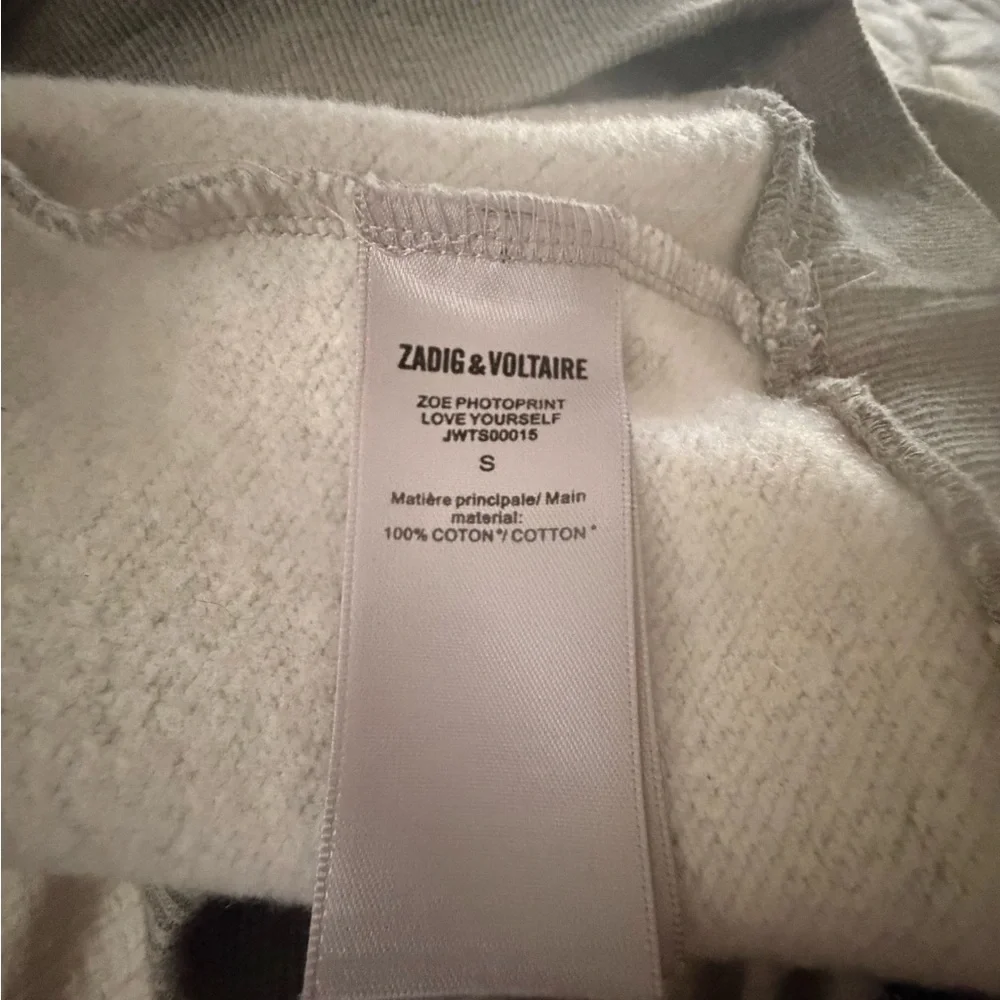 ZADIG & VOLTAIRE
ZOE PHOTOPRINT
LOVE YOURSELF
JWTS00015
S
Matière principale/ Main
material:
100% COTON*/ COTTON*